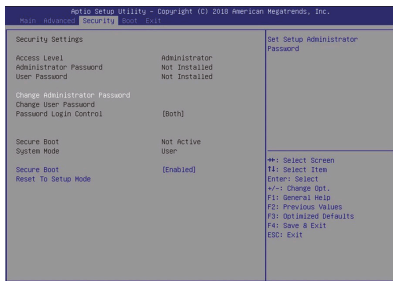 Aptio Setup Utility – Copyright (C) 2018 American Megatrends, Inc.
Main Advanced Security Boot Exit
Security Settings
Access Level Administrator
Administrator Password Not Installed
User Password Not Installed
Change Administrator Password
Change User Password
Password Login Control [Both]
Secure Boot Not Active
System Mode User
Secure Boot [Enabled]
Reset To Setup Mode
Set Setup Administrator
Password
→←: Select Screen
↑↓: Select Item
Enter: Select
+/-: Change Opt.
F1: General Help
F2: Previous Values
F3: Optimized Defaults
F4: Save & Exit
ESC: Exit